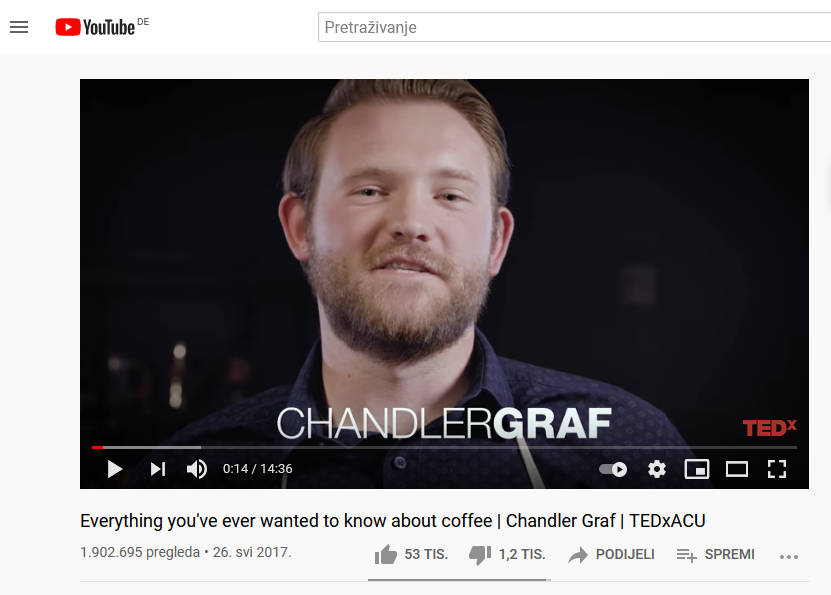 YouTube DE
Pretraživanje
CHANDLERGRAF
TEDx
0:14 / 14:36
Everything you've ever wanted to know about coffee | Chandler Graf | TEDxACU
1.902.695 pregleda • 26. svi 2017.
53 TIS.
1,2 TIS.
PODIJELI
SPREMI